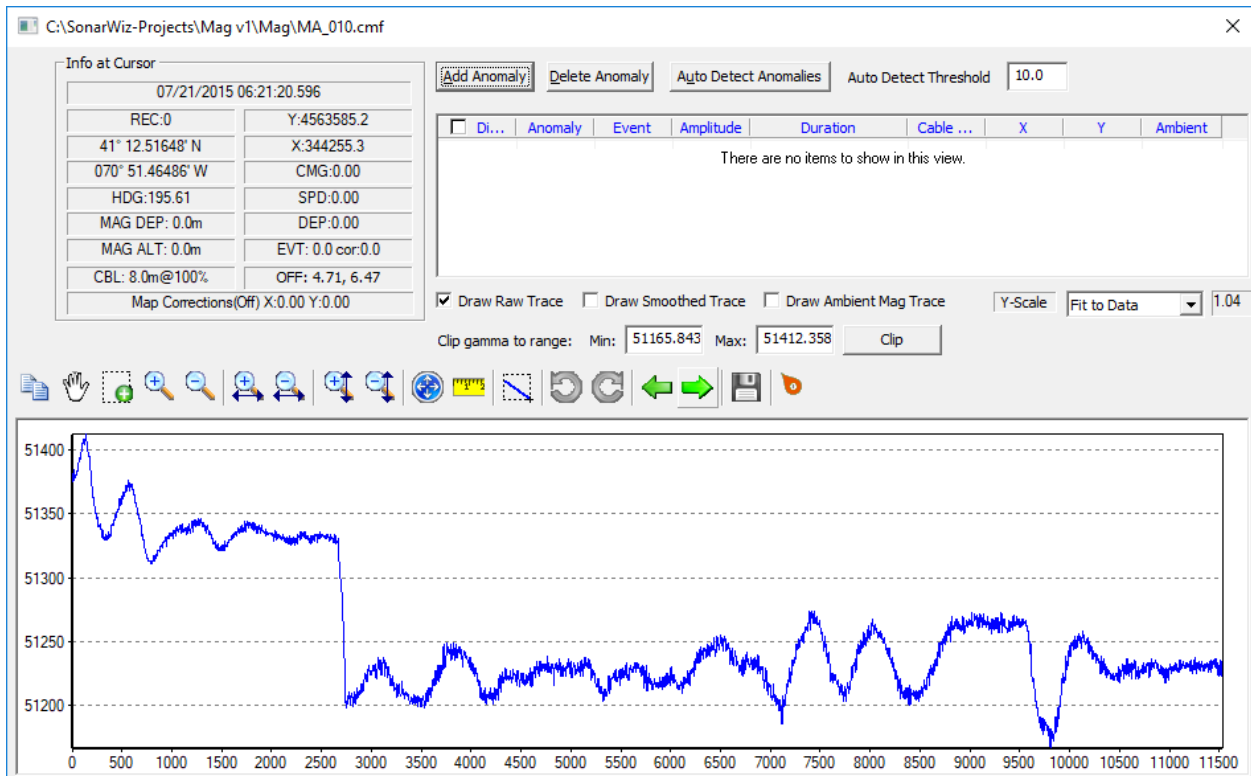 C:\SonarWiz-Projects\Mag v1\Mag\MA_010.cmf
Info at Cursor
07/21/2015 06:21:20.596
REC:0 Y:4563585.2
41° 12.51648' N X:344255.3
070° 51.46486' W CMG:0.00
HDG:195.61 SPD:0.00
MAG DEP: 0.0m DEP:0.00
MAG ALT: 0.0m EVT: 0.0 cor:0.0
CBL: 8.0m@100% OFF: 4.71, 6.47
Map Corrections(Off) X:0.00 Y:0.00
Add Anomaly Delete Anomaly Auto Detect Anomalies Auto Detect Threshold 10.0
Di... Anomaly Event Amplitude Duration Cable ... X Y Ambient
There are no items to show in this view.
Draw Raw Trace Draw Smoothed Trace Draw Ambient Mag Trace Y-Scale Fit to Data 1.04
Clip gamma to range: Min: 51165.843 Max: 51412.358 Clip
51400
51350
51300
51250
51200
0 500 1000 1500 2000 2500 3000 3500 4000 4500 5000 5500 6000 6500 7000 7500 8000 8500 9000 9500 10000 10500 11000 11500